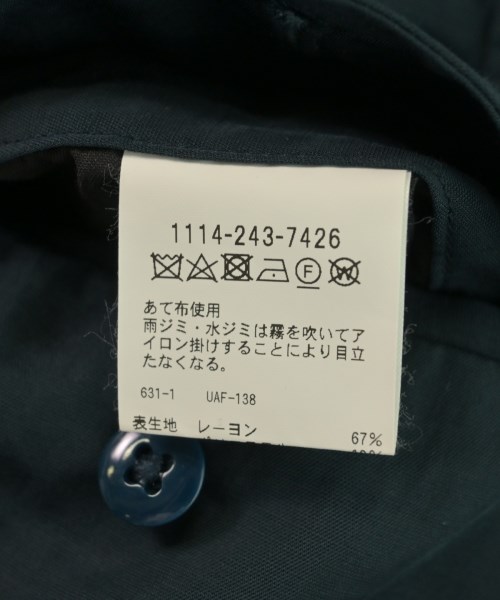 1114-243-7426
F W
あて布使用
雨ジミ・水ジミは霧を吹いてア
イロン掛けすることにより目立
たなくなる。
631-1 UAF-138
表生地 レーヨン 67%